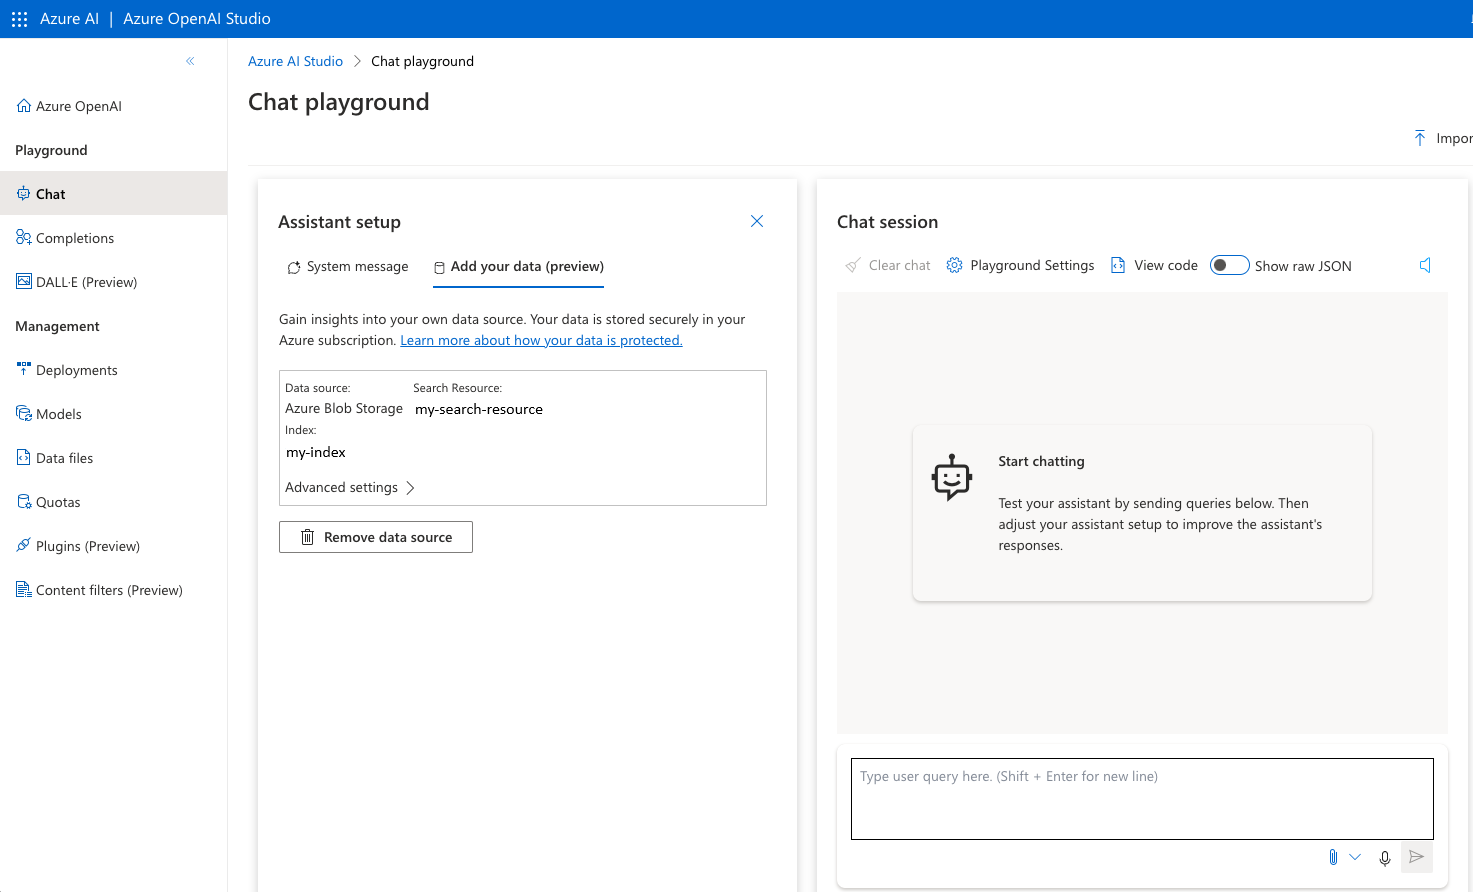 Azure AI | Azure OpenAI Studio
Azure AI Studio > Chat playground
Chat playground
Impor
Azure OpenAI
Playground
Chat
Completions
DALL·E (Preview)
Management
Deployments
Models
Data files
Quotas
Plugins (Preview)
Content filters (Preview)
Assistant setup
System message
Add your data (preview)
Gain insights into your own data source. Your data is stored securely in your
Azure subscription. Learn more about how your data is protected.
Data source: Search Resource:
Azure Blob Storage my-search-resource
Index:
my-index
Advanced settings
Remove data source
Chat session
Clear chat Playground Settings View code Show raw JSON
Start chatting
Test your assistant by sending queries below. Then
adjust your assistant setup to improve the assistant's
responses.
Type user query here. (Shift + Enter for new line)